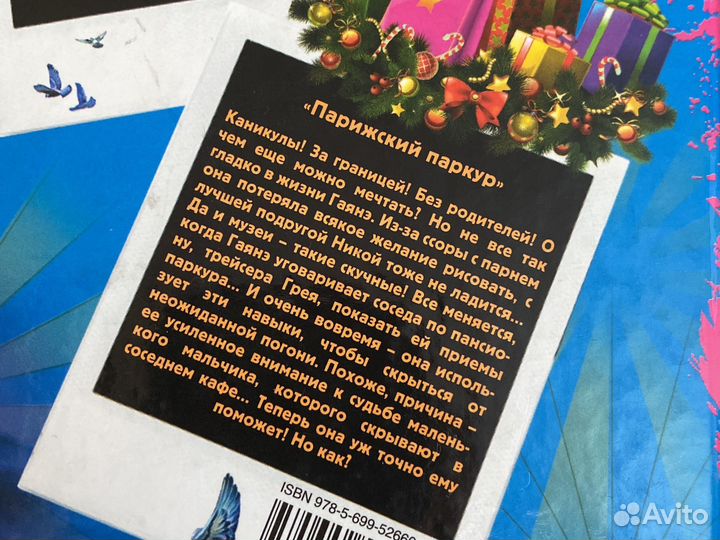 «Парижский паркур»
Каникулы! За границей! Без родителей! О
чем еще можно мечтать? Но не все так
гладко в жизни Гаянэ. Из-за ссоры с парнем
она потеряла всякое желание рисовать, с
лучшей подругой Никой тоже не ладится...
Да и музеи – такие скучные! Все меняется,
когда Гаянэ уговаривает соседа по пансио-
ну, трейсера Грея, показать ей приемы
паркура... И очень вовремя – она исполь-
зует эти навыки, чтобы скрыться от
неожиданной погони. Похоже, причина –
ее усиленное внимание к судьбе малень-
кого мальчика, которого скрывают в
соседнем кафе... Теперь она уж точно ему
поможет! Но как?
ISBN 978-5-699-52660
Avito